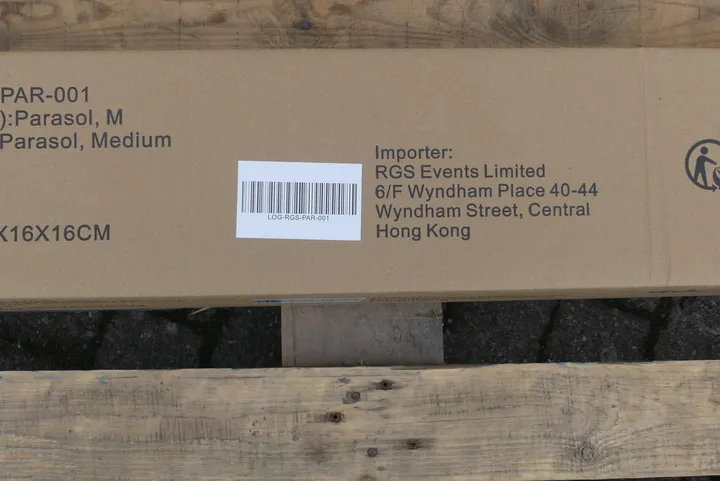 PAR-001
):Parasol, M
Parasol, Medium
X16X16CM
LOG-RGS-PAR-001
Importer:
RGS Events Limited
6/F Wyndham Place 40-44
Wyndham Street, Central
Hong Kong